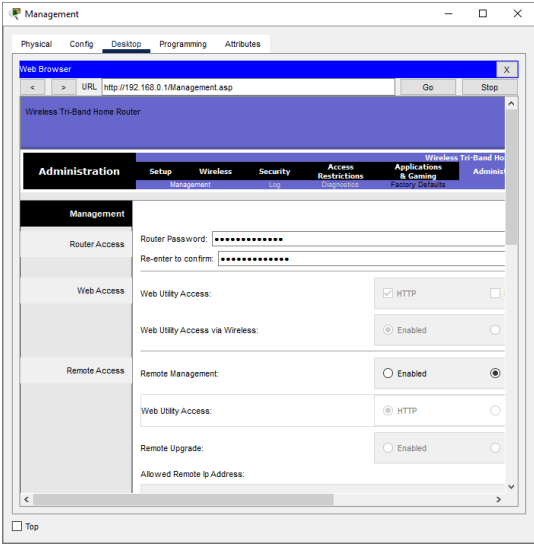 Management
Physical Config Desktop Programming Attributes
Web Browser X
< > URL http://192.168.0.1/Management.asp Go Stop
Wireless Tri-Band Home Router
Wireless Tri-Band Ho
Administration Setup Wireless Security Access Restrictions Applications & Gaming Administ
Management Log Diagnostics Factory Defaults
Management
Router Access Router Password: •••••••••••••
Re-enter to confirm: •••••••••••••
Web Access Web Utility Access: HTTP
Web Utility Access via Wireless: Enabled
Remote Access Remote Management: Enabled
Web Utility Access: HTTP
Remote Upgrade: Enabled
Allowed Remote Ip Address:
Top